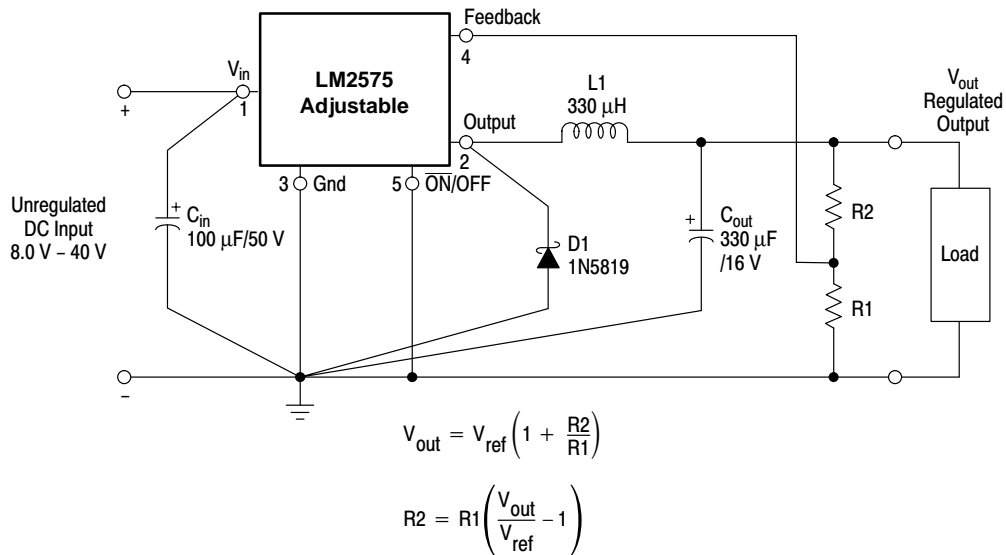 Feedback
4
V_in
1
LM2575
Adjustable
L1
330 μH
V_out
Regulated
Output
+
Output
2
3 Gnd
5 O̅N̅/OFF
Unregulated
DC Input
8.0 V – 40 V
+
C_in
100 μF/50 V
D1
1N5819
+
C_out
330 μF
/16 V
R2
R1
Load
–
V_out = V_ref (1 + R2/R1)
R2 = R1 (V_out/V_ref – 1)